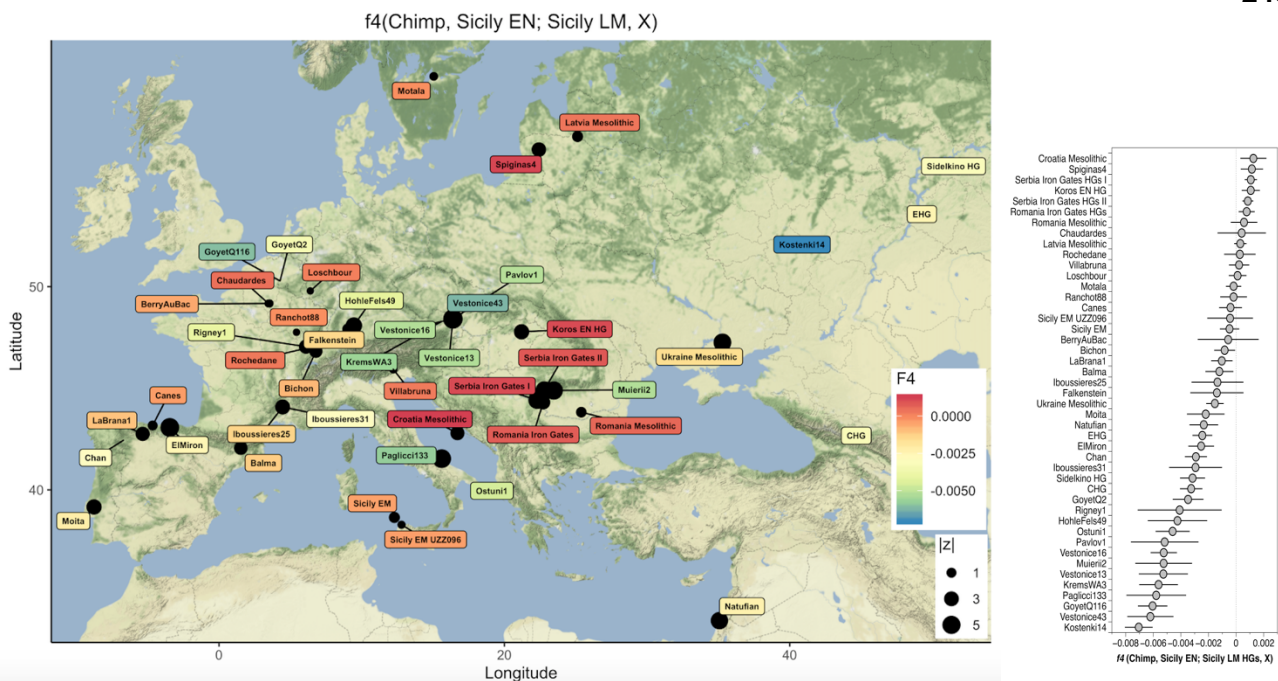 f4(Chimp, Sicily EN; Sicily LM, X)
Motala
Latvia Mesolithic
Spiginas4
Sidelkino HG
EHG
Kostenki14
GoyetQ116
GoyetQ2
Chaudardes
Loschbour
Pavlov1
BerryAuBac
HohleFels49
Vestonice43
Ranchot88
Rigney1
Falkenstein
Vestonice16
Koros EN HG
Rochedane
KremsWA3
Vestonice13
Serbia Iron Gates II
Ukraine Mesolithic
Bichon
Villabruna
Serbia Iron Gates I
Muierii2
Canes
LaBrana1
Iboussieres31
Croatia Mesolithic
Romania Mesolithic
Chan
ElMiron
Iboussieres25
Romania Iron Gates
CHG
Balma
Paglicci133
Ostuni1
Moita
Sicily EM
Sicily EM UZZ096
Natufian
F4
0.0000
-0.0025
-0.0050
|z|
1
3
5
50
40
Latitude
0
20
40
Longitude
Croatia Mesolithic
Spiginas4
Serbia Iron Gates HGs I
Koros EN HG
Serbia Iron Gates HGs II
Romania Iron Gates HGs
Romania Mesolithic
Chaudardes
Latvia Mesolithic
Rochedane
Villabruna
Loschbour
Motala
Ranchot88
Canes
Sicily EM UZZ096
Sicily EM
BerryAuBac
Bichon
LaBrana1
Balma
Iboussieres25
Falkenstein
Ukraine Mesolithic
Moita
Natufian
EHG
ElMiron
Chan
Iboussieres31
Sidelkino HG
CHG
GoyetQ2
Rigney1
HohleFels49
Ostuni1
Pavlov1
Vestonice16
Muierii2
Vestonice13
KremsWA3
Paglicci133
GoyetQ116
Vestonice43
Kostenki14
−0.008 −0.006 −0.004 −0.002 0 0.002
f4 (Chimp, Sicily EN; Sicily LM HGs, X)